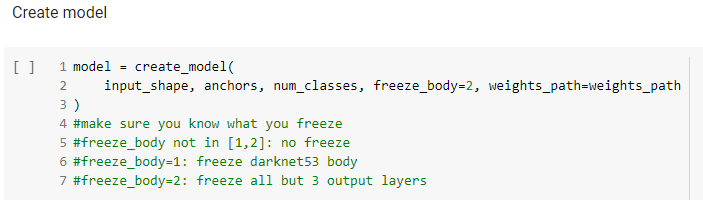 Create model
[ ] 1 model = create_model(
2 input_shape, anchors, num_classes, freeze_body=2, weights_path=weights_path
3 )
4 #make sure you know what you freeze
5 #freeze_body not in [1,2]: no freeze
6 #freeze_body=1: freeze darknet53 body
7 #freeze_body=2: freeze all but 3 output layers